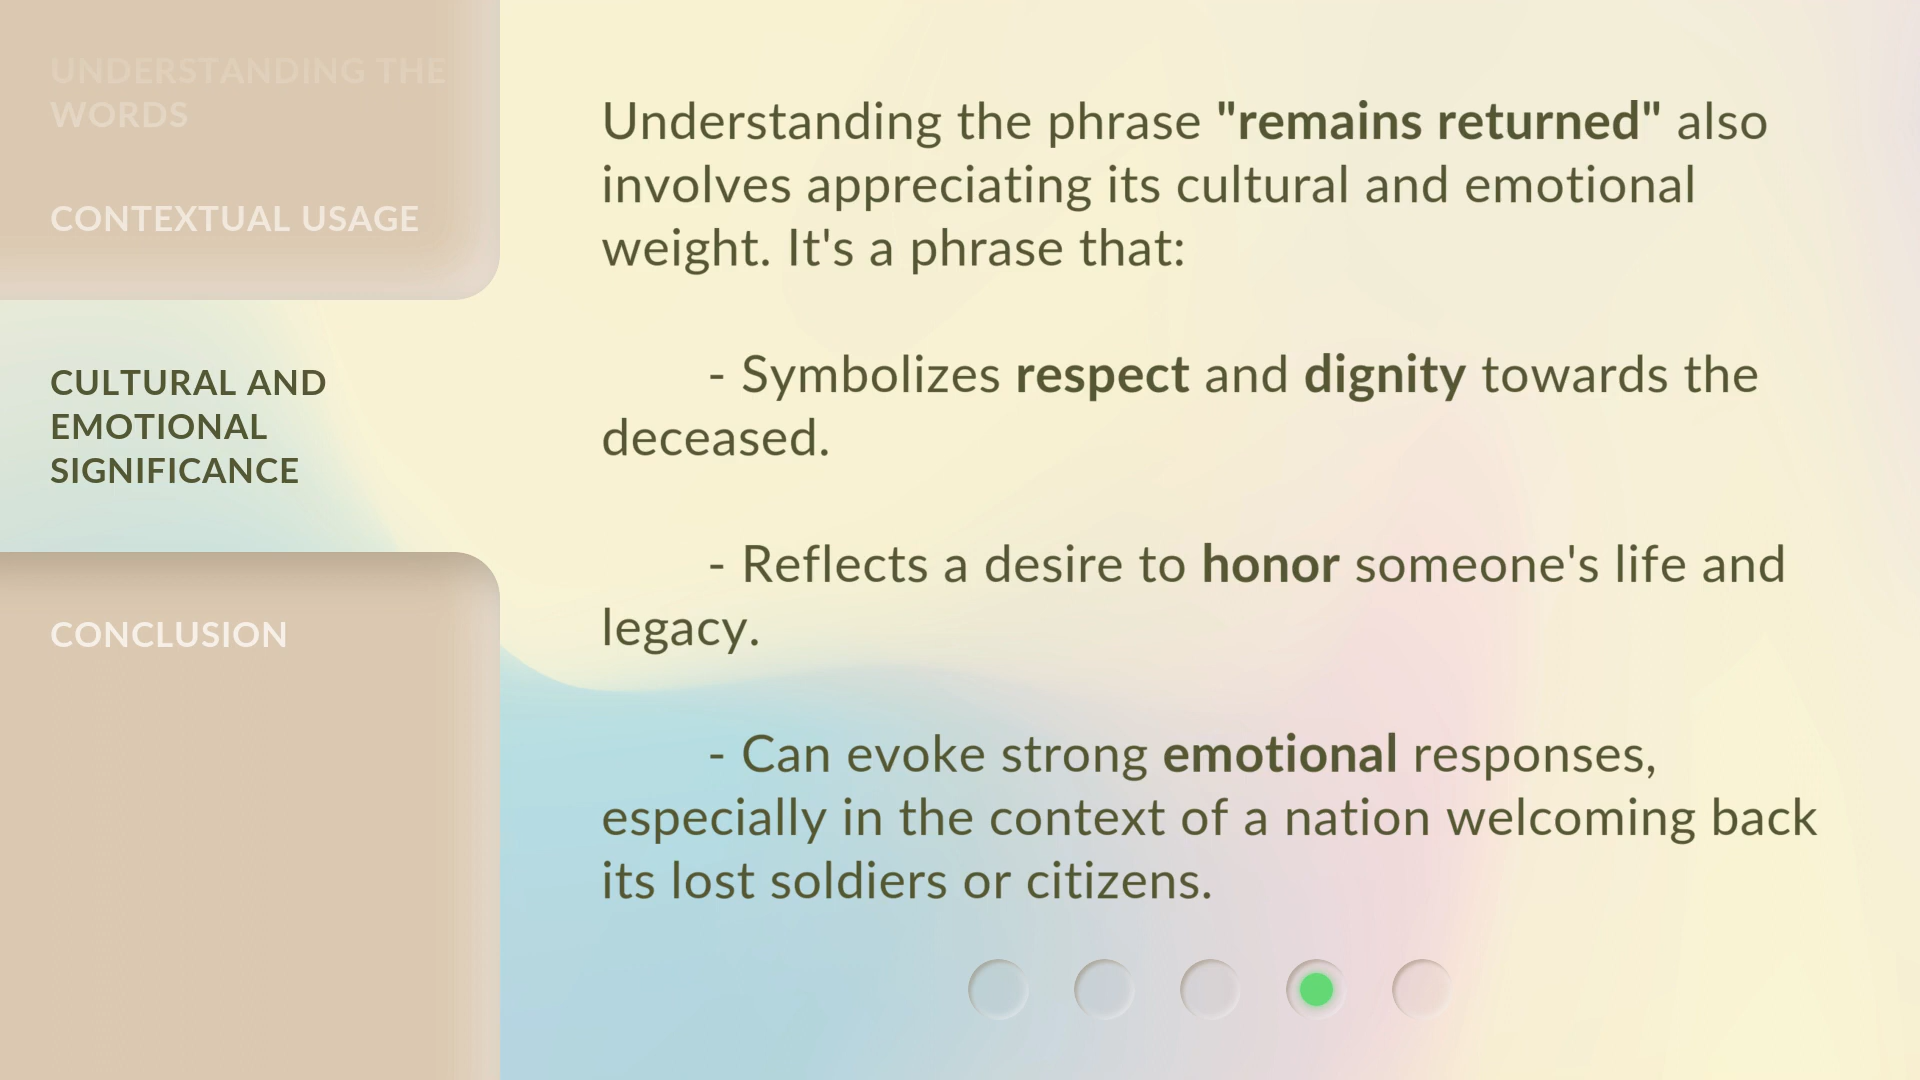 UNDERSTANDING THE
WORDS
CONTEXTUAL USAGE
CULTURAL AND
EMOTIONAL
SIGNIFICANCE
CONCLUSION
Understanding the phrase "remains returned" also
involves appreciating its cultural and emotional
weight. It's a phrase that:
- Symbolizes respect and dignity towards the
deceased.
- Reflects a desire to honor someone's life and
legacy.
- Can evoke strong emotional responses,
especially in the context of a nation welcoming back
its lost soldiers or citizens.